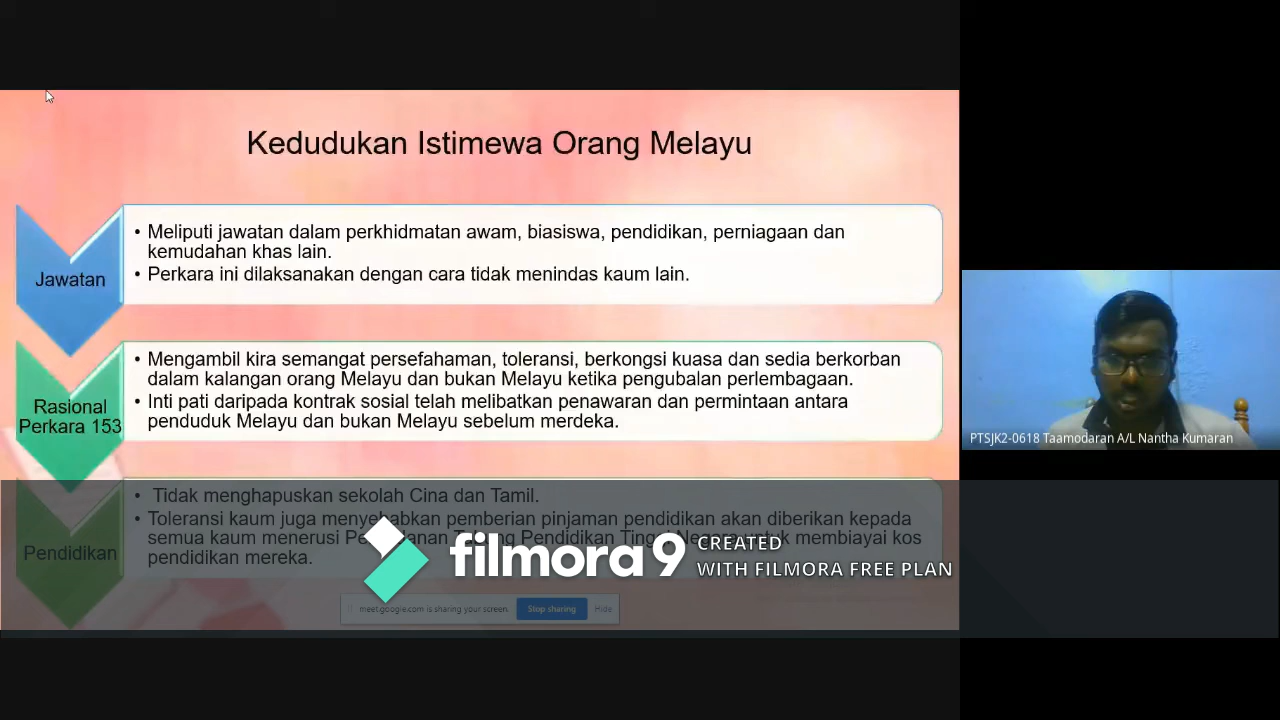 Kedudukan Istimewa Orang Melayu
Jawatan
• Meliputi jawatan dalam perkhidmatan awam, biasiswa, pendidikan, perniagaan dan
kemudahan khas lain.
• Perkara ini dilaksanakan dengan cara tidak menindas kaum lain.
Rasional
Perkara 153
• Mengambil kira semangat persefahaman, toleransi, berkongsi kuasa dan sedia berkorban
dalam kalangan orang Melayu dan bukan Melayu ketika pengubalan perlembagaan.
• Inti pati daripada kontrak sosial telah melibatkan penawaran dan permintaan antara
penduduk Melayu dan bukan Melayu sebelum merdeka.
Pendidikan
• Tidak menghapuskan sekolah Cina dan Tamil.
• Toleransi kaum juga menyebabkan pemberian pinjaman pendidikan akan diberikan kepada
semua kaum menerusi Pendidikan membiayai kos
pendidikan mereka.
filmora 9
CREATED
WITH FILMORA FREE PLAN
meet.google.com is sharing your screen.
Stop sharing
Hide
PTSJK2-0618 Taamodaran A/L Nantha Kumaran